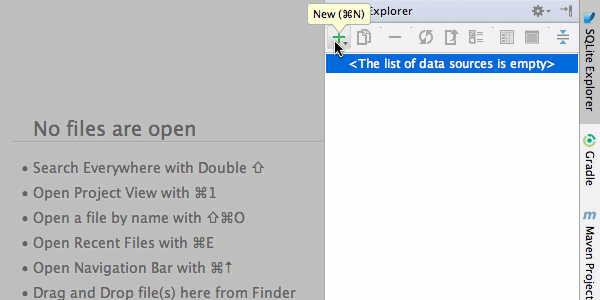 New (⌘N)
Explorer
<The list of data sources is empty>
No files are open
• Search Everywhere with Double ⇧
• Open Project View with ⌘1
• Open a file by name with ⇧⌘O
• Open Recent Files with ⌘E
• Open Navigation Bar with ⌘↑
• Drag and Drop file(s) here from Finder
SQLite Explorer
Gradle
m
Maven Project